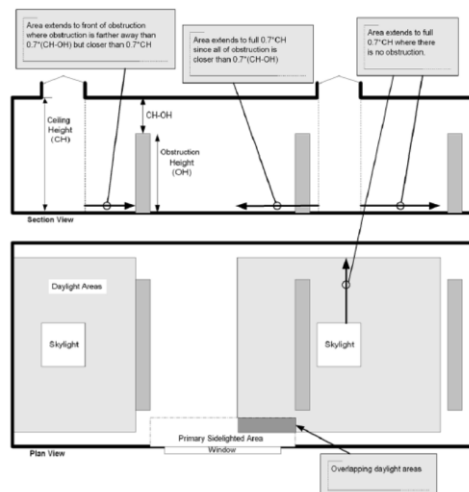 Area extends to front of obstruction
where obstruction is farther away than
0.7*(CH-OH) but closer than 0.7*CH
Area extends to full 0.7*CH
since all of obstruction is
closer than 0.7*(CH-OH)
Area extends to full
0.7*CH where there
is no obstruction.
Ceiling
Height
(CH)
CH-OH
Obstruction
Height
(OH)
Section View
Daylight Areas
Skylight
Skylight
Primary Sidelighted Area
Window
Plan View
Overlapping daylight areas